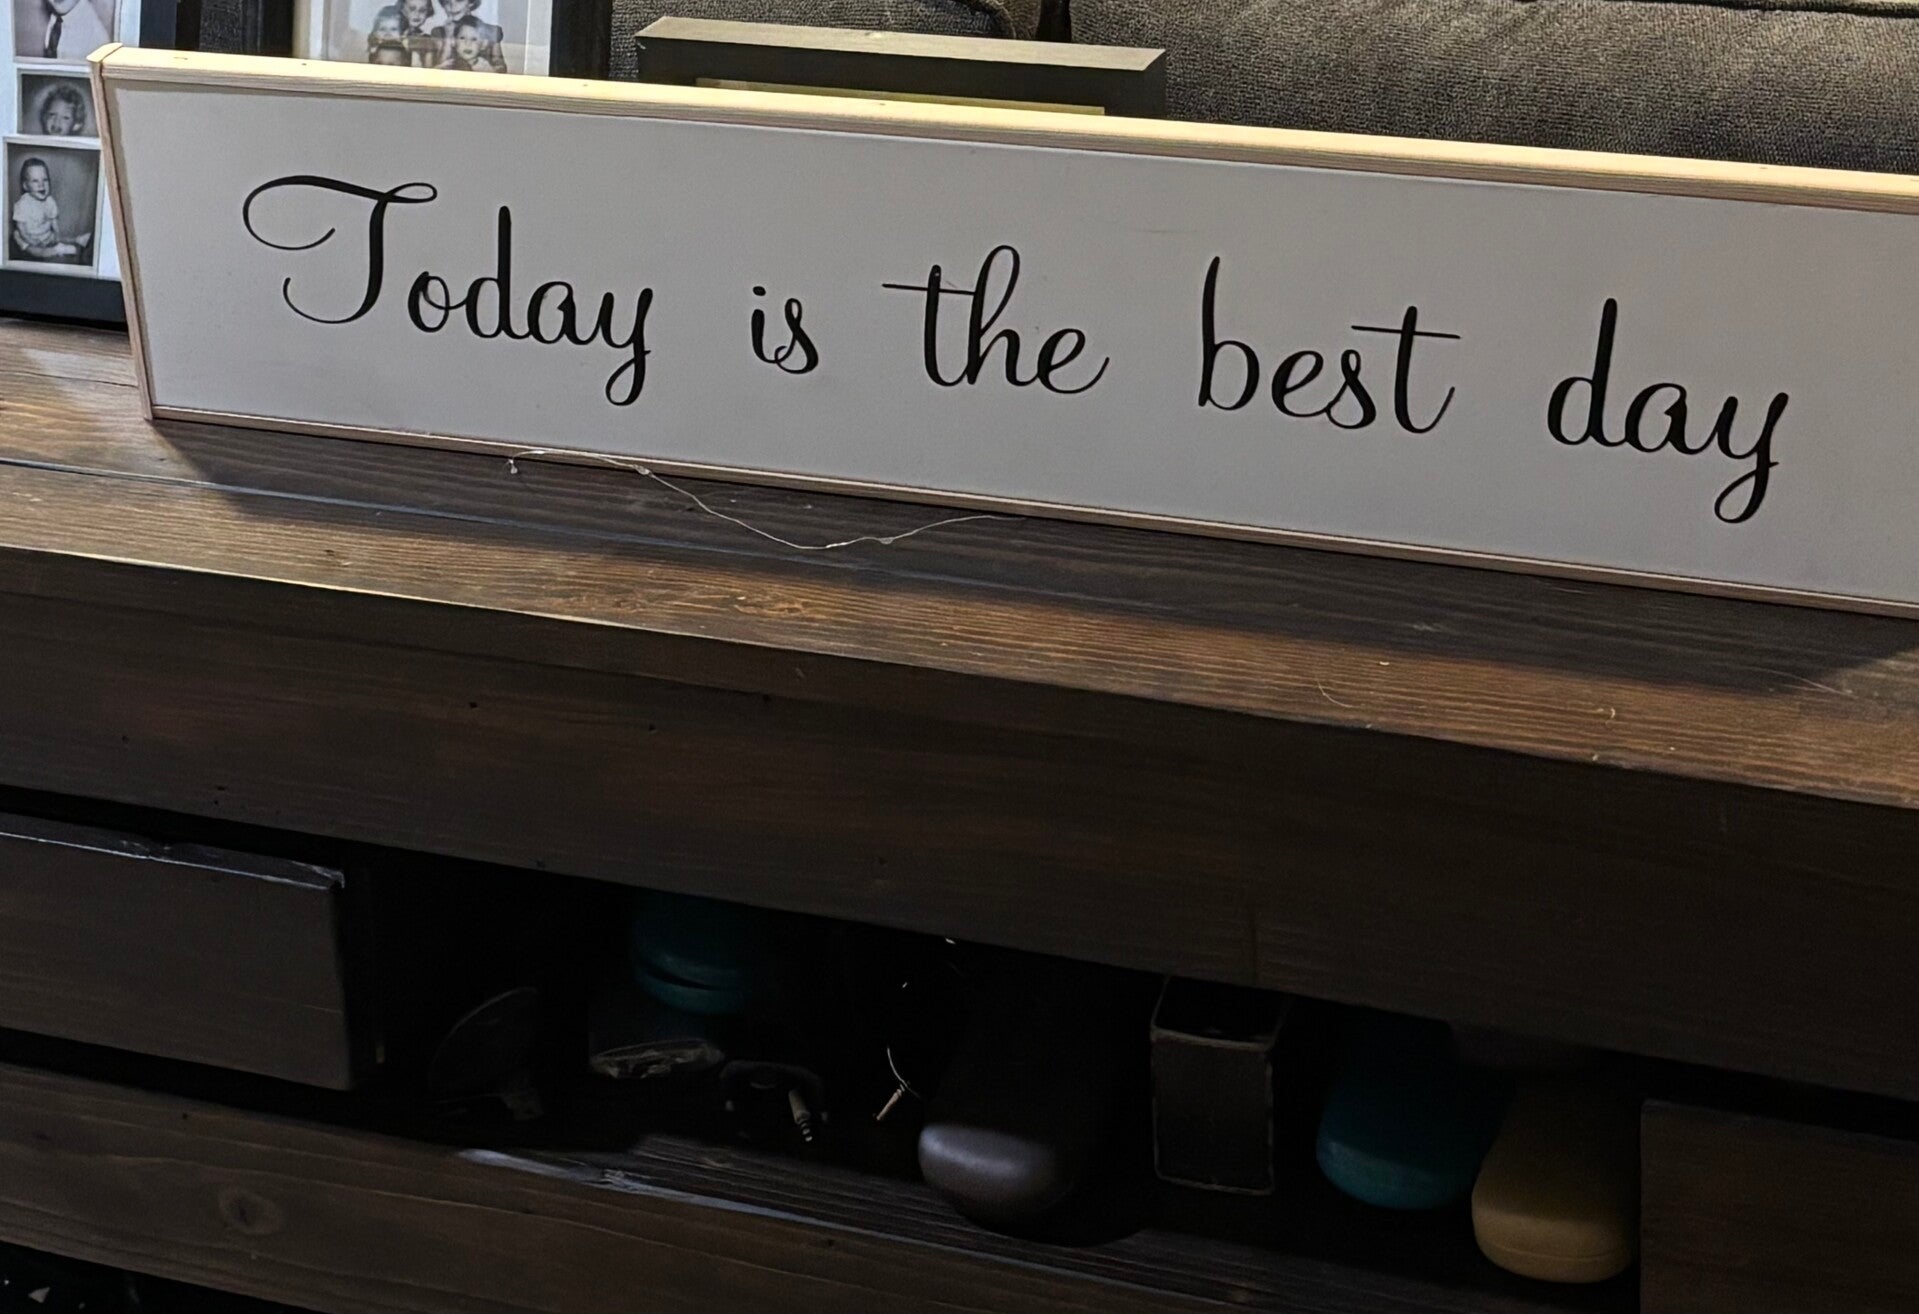 Today is the best day